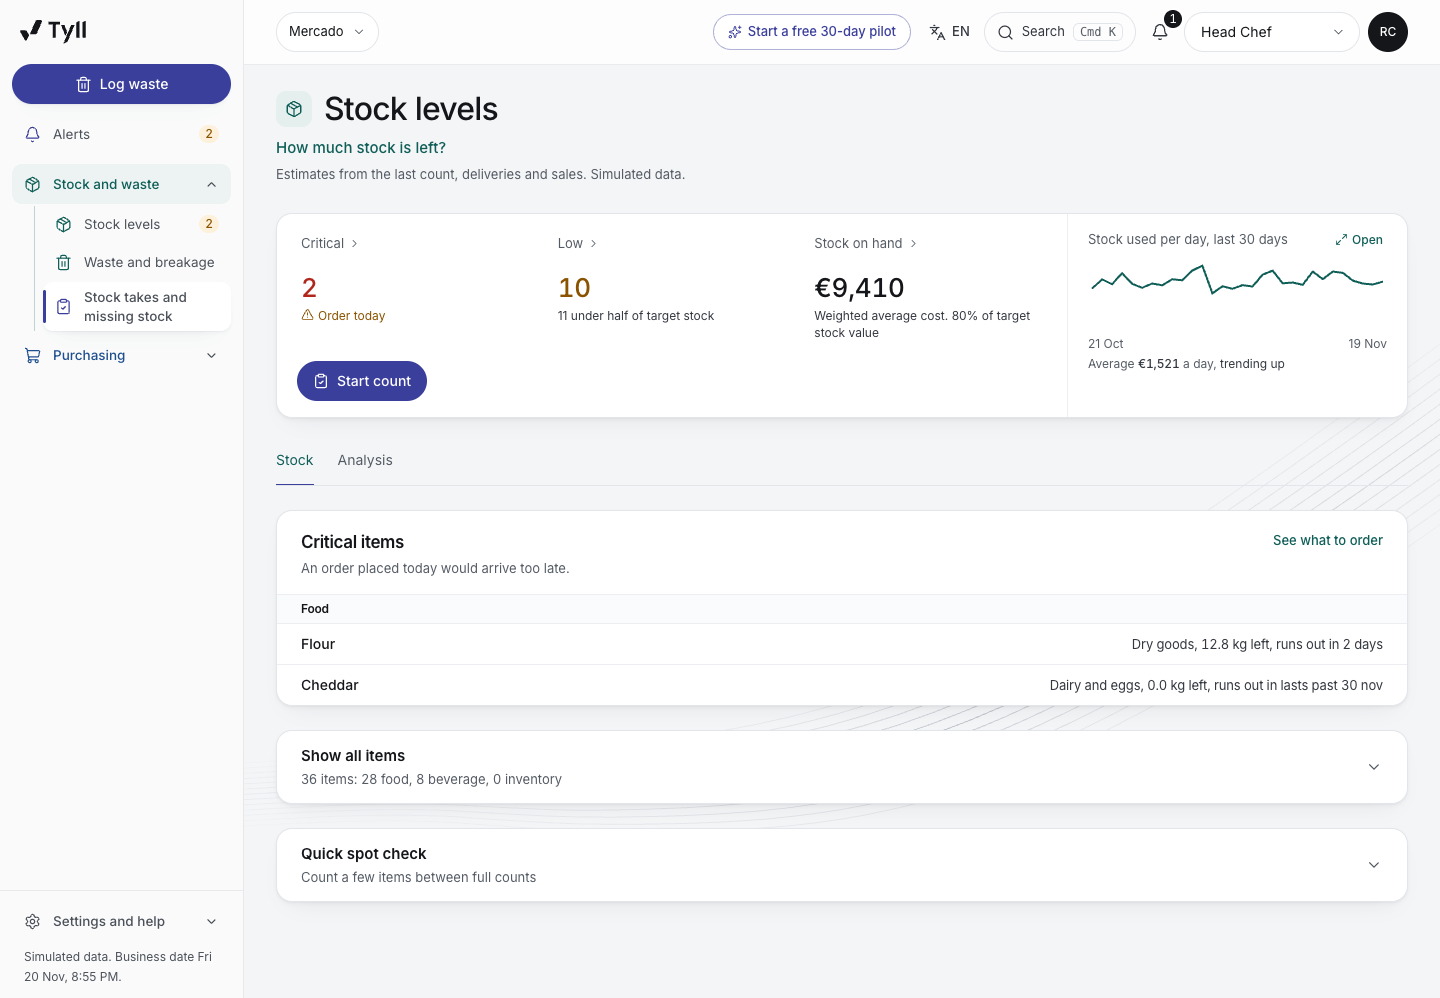 Tyll
Log waste
Alerts 2
Stock and waste
Stock levels 2
Waste and breakage
Stock takes and
missing stock
Purchasing
Settings and help
Simulated data. Business date Fri
20 Nov, 8:55 PM.
Mercado
Start a free 30-day pilot
EN
Search Cmd K
1
Head Chef
RC
Stock levels
How much stock is left?
Estimates from the last count, deliveries and sales. Simulated data.
Critical
2
Order today
Low
10
11 under half of target stock
Stock on hand
€9,410
Weighted average cost. 80% of target
stock value
Start count
Stock used per day, last 30 days
Open
21 Oct 19 Nov
Average €1,521 a day, trending up
Stock Analysis
Critical items
See what to order
An order placed today would arrive too late.
Food
Flour Dry goods, 12.8 kg left, runs out in 2 days
Cheddar Dairy and eggs, 0.0 kg left, runs out in lasts past 30 nov
Show all items
36 items: 28 food, 8 beverage, 0 inventory
Quick spot check
Count a few items between full counts